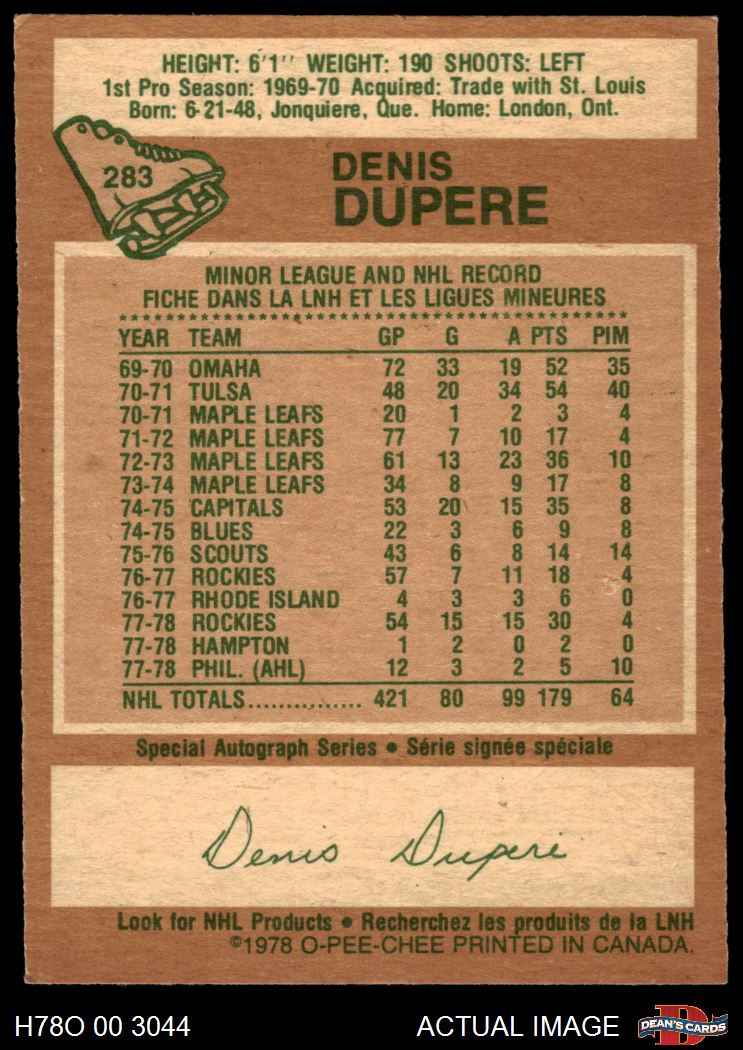 HEIGHT: 6'1'' WEIGHT: 190 SHOOTS: LEFT
1st Pro Season: 1969-70 Acquired: Trade with St. Louis
Born: 6-21-48, Jonquiere, Que. Home: London, Ont.
283
DENIS
DUPERE
MINOR LEAGUE AND NHL RECORD
FICHE DANS LA LNH ET LES LIGUES MINEURES
YEAR TEAM GP G A PTS PIM
69-70 OMAHA 72 33 19 52 35
70-71 TULSA 48 20 34 54 40
70-71 MAPLE LEAFS 20 1 2 3 4
71-72 MAPLE LEAFS 77 7 10 17 4
72-73 MAPLE LEAFS 61 13 23 36 10
73-74 MAPLE LEAFS 34 8 9 17 8
74-75 CAPITALS 53 20 15 35 8
74-75 BLUES 22 3 6 9 8
75-76 SCOUTS 43 6 8 14 14
76-77 ROCKIES 57 7 11 18 4
76-77 RHODE ISLAND 4 3 3 6 0
77-78 ROCKIES 54 15 15 30 4
77-78 HAMPTON 1 2 0 2 0
77-78 PHIL. (AHL) 12 3 2 5 10
NHL TOTALS................ 421 80 99 179 64
Special Autograph Series • Série signée spéciale
Denis Dupere
Look for NHL Products • Recherchez les produits de la LNH
©1978 O-PEE-CHEE PRINTED IN CANADA.
H78O 00 3044 ACTUAL IMAGE DEAN'S CARDS